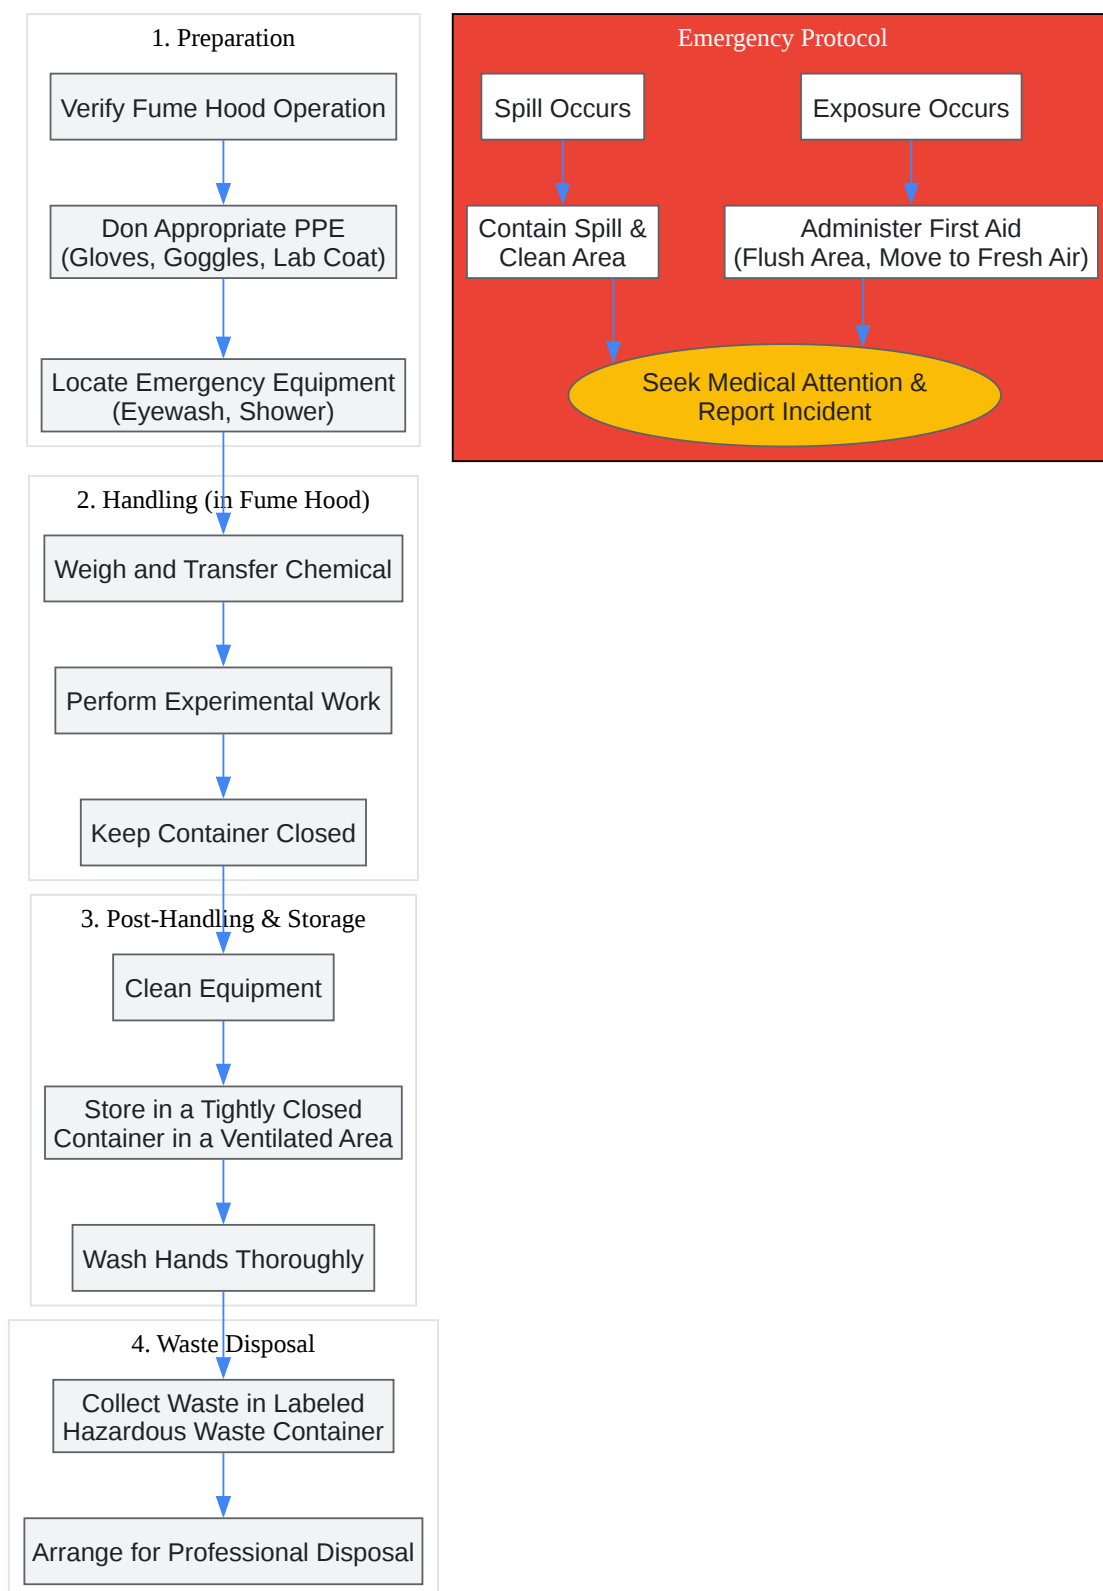 1. Preparation
Verify Fume Hood Operation
Don Appropriate PPE
(Gloves, Goggles, Lab Coat)
Locate Emergency Equipment
(Eyewash, Shower)
2. Handling (in Fume Hood)
Weigh and Transfer Chemical
Perform Experimental Work
Keep Container Closed
3. Post-Handling & Storage
Clean Equipment
Store in a Tightly Closed
Container in a Ventilated Area
Wash Hands Thoroughly
4. Waste Disposal
Collect Waste in Labeled
Hazardous Waste Container
Arrange for Professional Disposal
Emergency Protocol
Spill Occurs
Contain Spill &
Clean Area
Exposure Occurs
Administer First Aid
(Flush Area, Move to Fresh Air)
Seek Medical Attention &
Report Incident